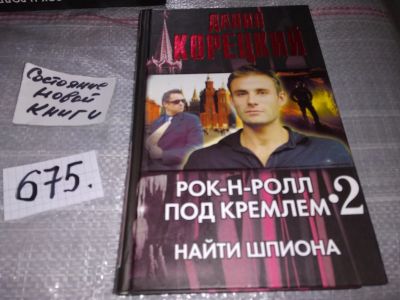 Состояние
новой
книги
675.
ДАНИЛ
КОРЕЦКИЙ
РОК-Н-РОЛЛ
ПОД КРЕМЛЕМ·2
НАЙТИ ШПИОНА